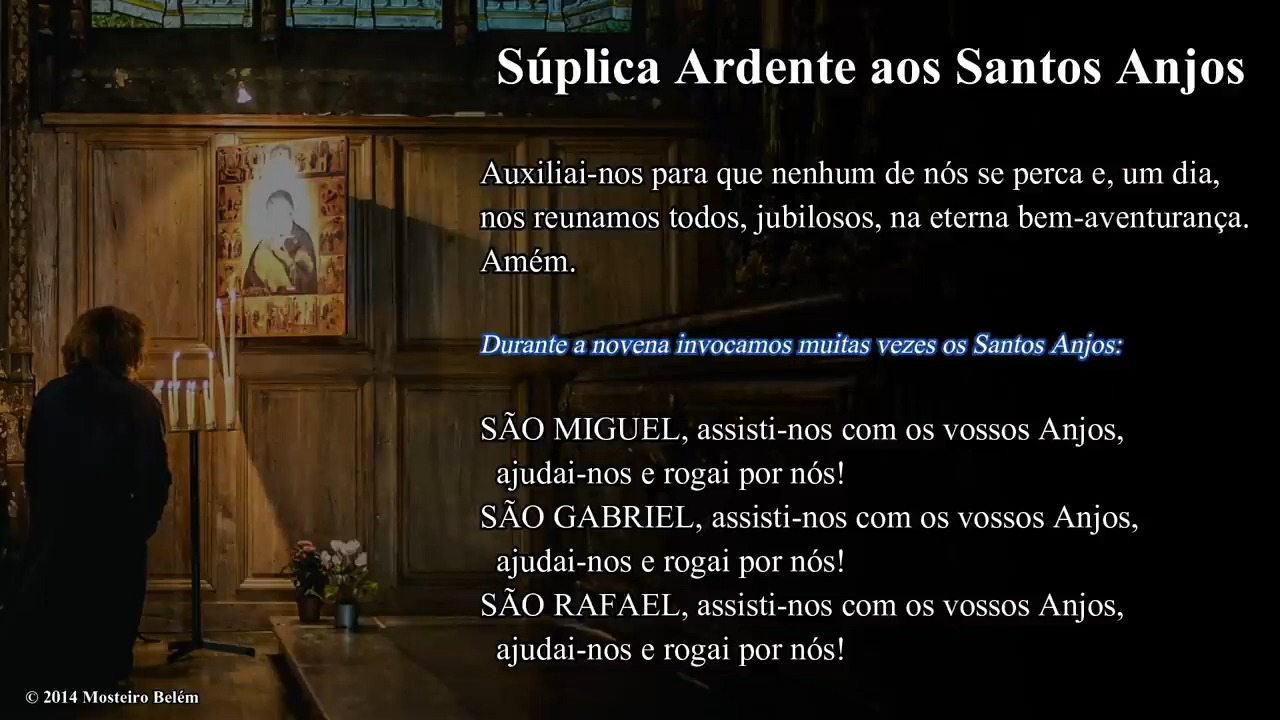 Súplica Ardente aos Santos Anjos
Auxiliai-nos para que nenhum de nós se perca e, um dia,
nos reunamos todos, jubilosos, na eterna bem-aventurança.
Amém.
Durante a novena invocamos muitas vezes os Santos Anjos:
SÃO MIGUEL, assisti-nos com os vossos Anjos,
ajudai-nos e rogai por nós!
SÃO GABRIEL, assisti-nos com os vossos Anjos,
ajudai-nos e rogai por nós!
SÃO RAFAEL, assisti-nos com os vossos Anjos,
ajudai-nos e rogai por nós!
© 2014 Mosteiro Belém